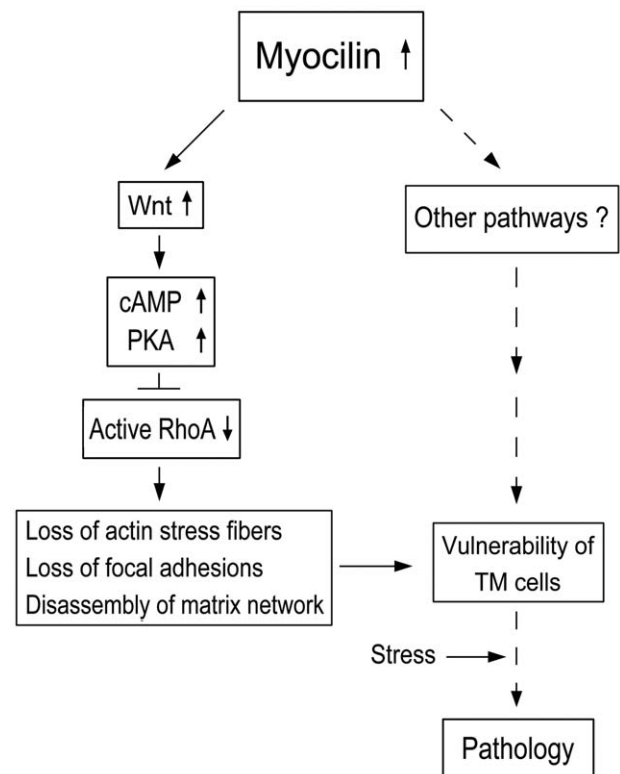 Myocilin ↑
Wnt ↑
Other pathways ?
cAMP ↑
PKA ↑
Active RhoA ↓
Loss of actin stress fibers
Loss of focal adhesions
Disassembly of matrix network
Vulnerability of
TM cells
Stress
Pathology